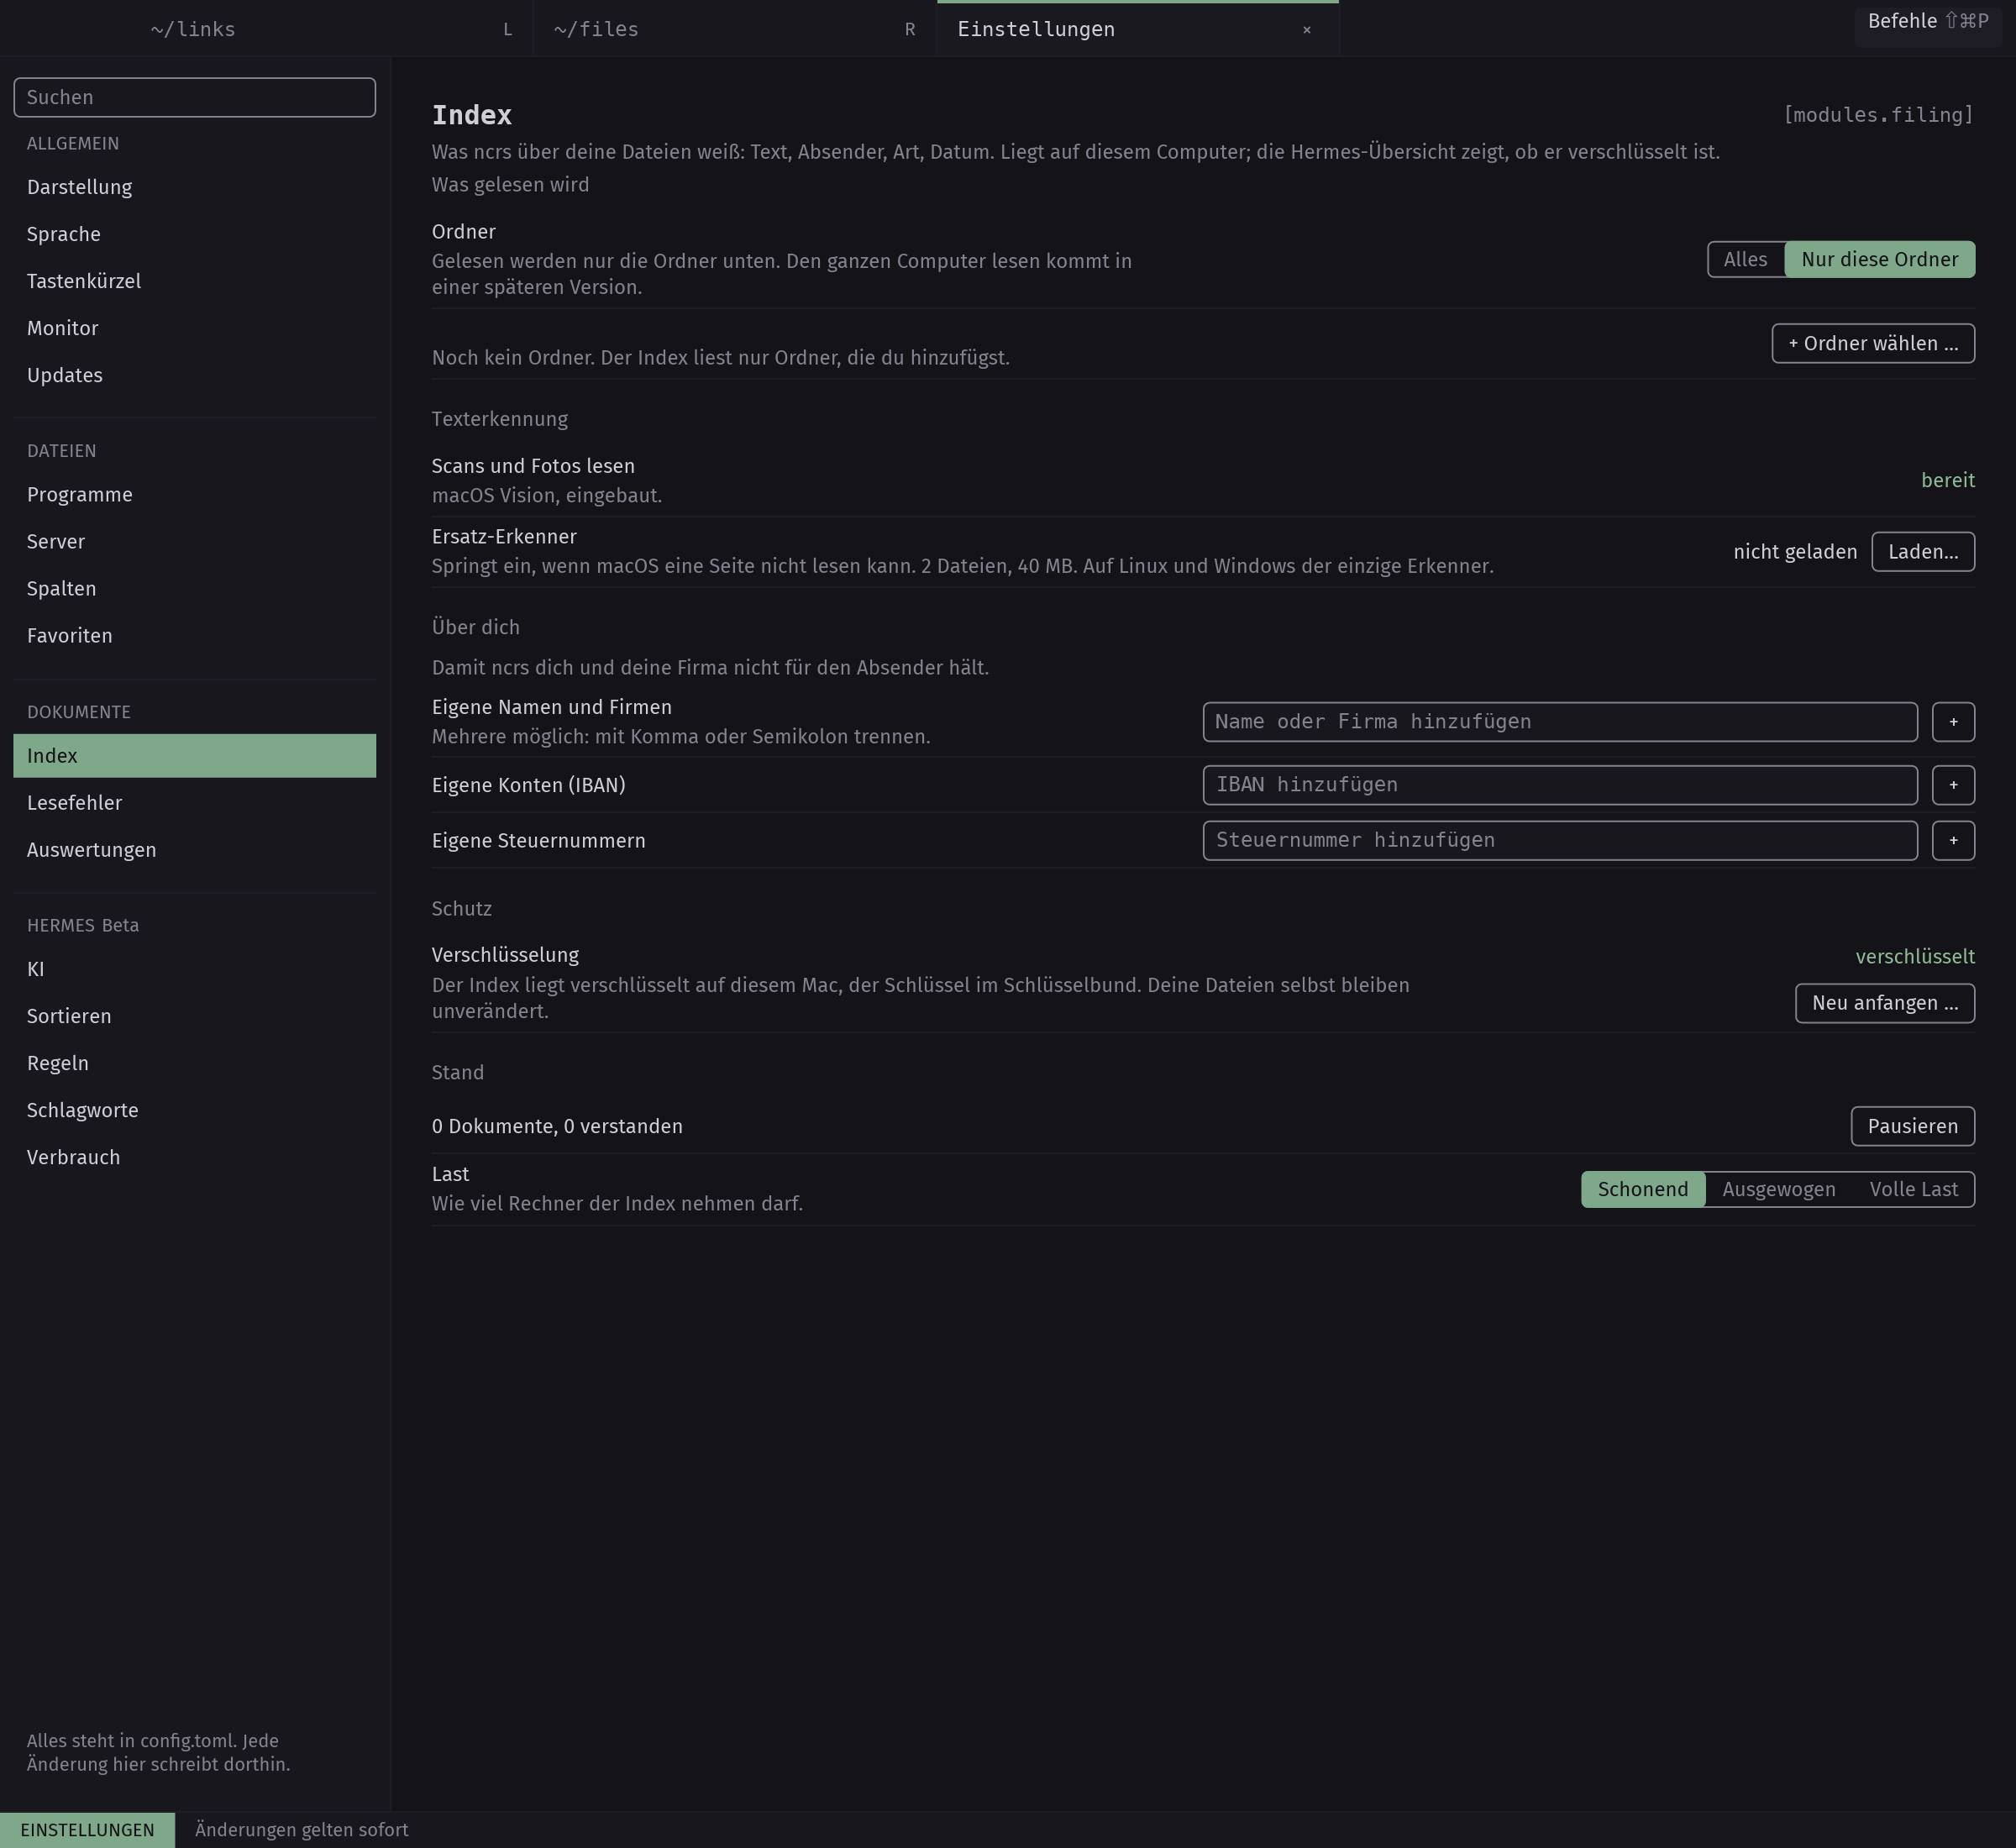 ~/links L ~/files R Einstellungen × Befehle ⇧⌘P
Suchen
ALLGEMEIN
Darstellung
Sprache
Tastenkürzel
Monitor
Updates
DATEIEN
Programme
Server
Spalten
Favoriten
DOKUMENTE
Index
Lesefehler
Auswertungen
HERMES Beta
KI
Sortieren
Regeln
Schlagworte
Verbrauch
Alles steht in config.toml. Jede
Änderung hier schreibt dorthin.
Index [modules.filing]
Was ncrs über deine Dateien weiß: Text, Absender, Art, Datum. Liegt auf diesem Computer; die Hermes-Übersicht zeigt, ob er verschlüsselt ist.
Was gelesen wird
Ordner
Gelesen werden nur die Ordner unten. Den ganzen Computer lesen kommt in
einer späteren Version.
Alles Nur diese Ordner
Noch kein Ordner. Der Index liest nur Ordner, die du hinzufügst.
+ Ordner wählen …
Texterkennung
Scans und Fotos lesen
macOS Vision, eingebaut.
bereit
Ersatz-Erkenner
Springt ein, wenn macOS eine Seite nicht lesen kann. 2 Dateien, 40 MB. Auf Linux und Windows der einzige Erkenner.
nicht geladen Laden…
Über dich
Damit ncrs dich und deine Firma nicht für den Absender hält.
Eigene Namen und Firmen
Mehrere möglich: mit Komma oder Semikolon trennen.
Name oder Firma hinzufügen +
Eigene Konten (IBAN) IBAN hinzufügen +
Eigene Steuernummern Steuernummer hinzufügen +
Schutz
Verschlüsselung
Der Index liegt verschlüsselt auf diesem Mac, der Schlüssel im Schlüsselbund. Deine Dateien selbst bleiben
unverändert.
verschlüsselt
Neu anfangen …
Stand
0 Dokumente, 0 verstanden Pausieren
Last
Wie viel Rechner der Index nehmen darf.
Schonend Ausgewogen Volle Last
EINSTELLUNGEN Änderungen gelten sofort